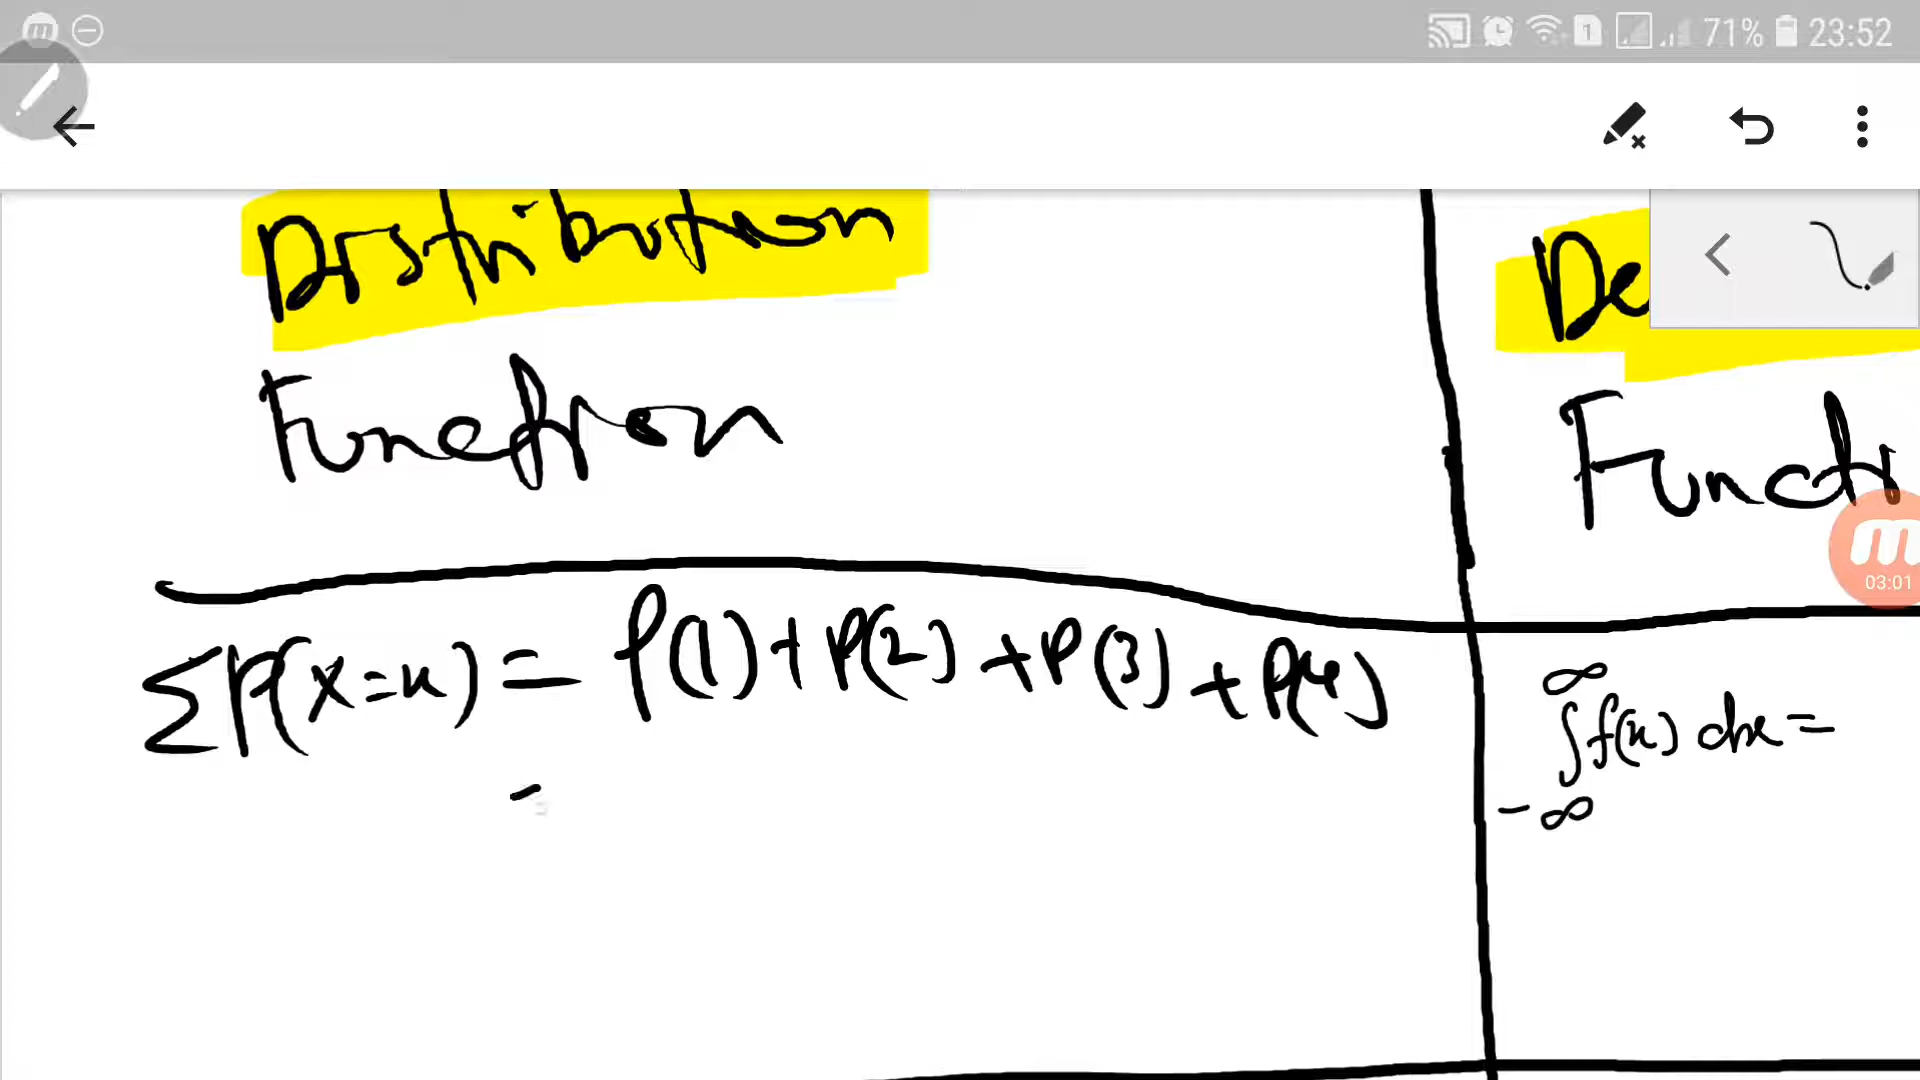 71% 23:52
Distribution
Function
De
Functi
03:01
∑P(X=x) = P(1)+P(2)+P(3)+P(4)
=
∞
∫f(x) dx =
-∞